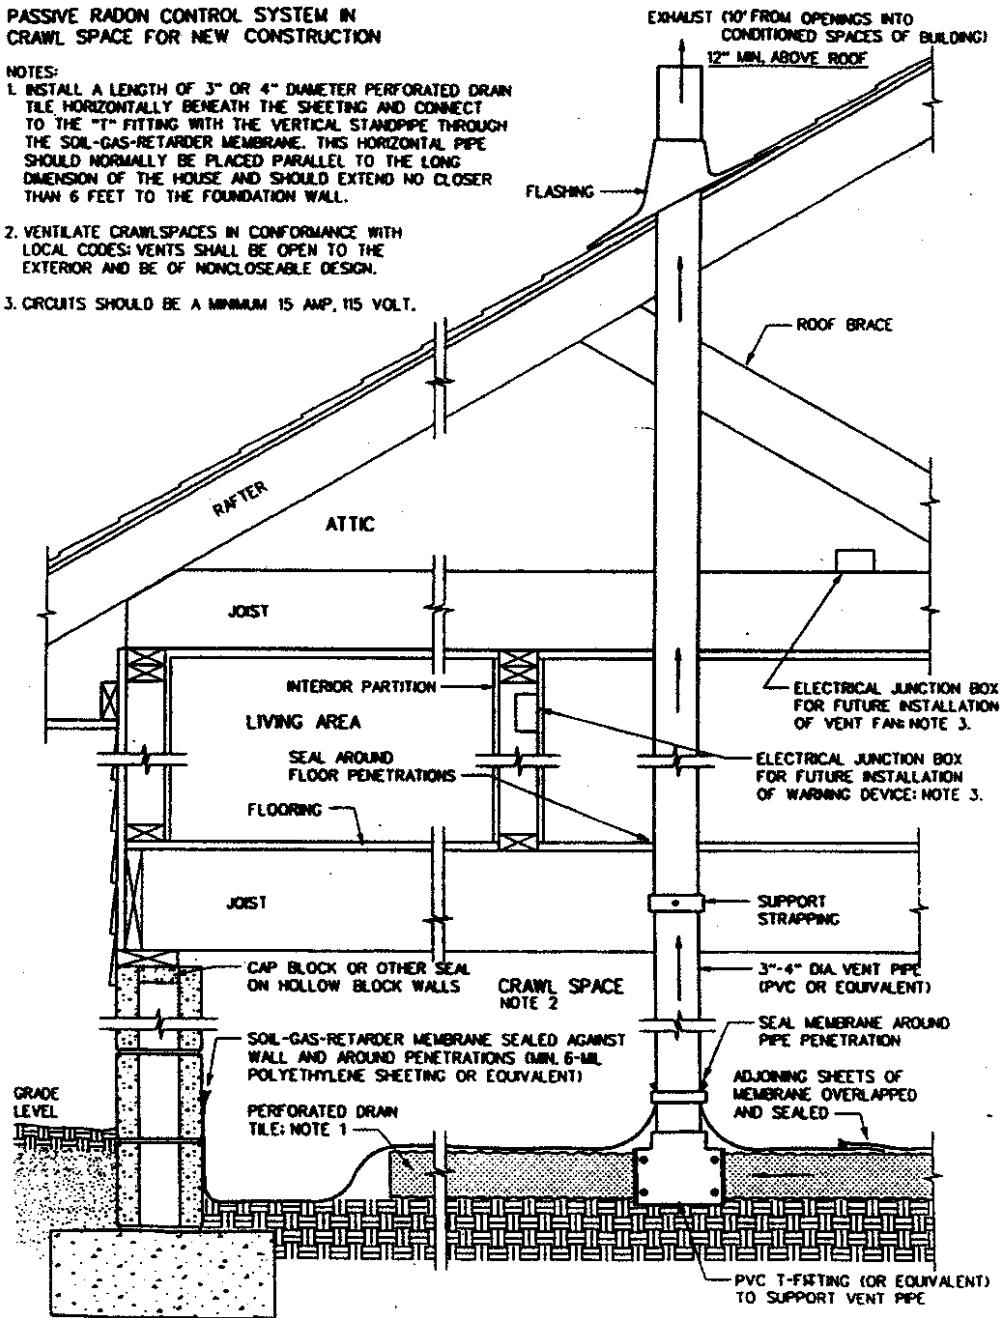 PASSIVE RADON CONTROL SYSTEM IN
CRAWL SPACE FOR NEW CONSTRUCTION
NOTES:
1. INSTALL A LENGTH OF 3" OR 4" DIAMETER PERFORATED DRAIN
TILE HORIZONTALLY BENEATH THE SHEETING AND CONNECT
TO THE "T" FITTING WITH THE VERTICAL STANDPIPE THROUGH
THE SOIL-GAS-RETARDER MEMBRANE. THIS HORIZONTAL PIPE
SHOULD NORMALLY BE PLACED PARALLEL TO THE LONG
DIMENSION OF THE HOUSE AND SHOULD EXTEND NO CLOSER
THAN 6 FEET TO THE FOUNDATION WALL.
2. VENTILATE CRAWLSPACES IN CONFORMANCE WITH
LOCAL CODES; VENTS SHALL BE OPEN TO THE
EXTERIOR AND BE OF NONCLOSEABLE DESIGN.
3. CIRCUITS SHOULD BE A MINIMUM 15 AMP, 115 VOLT.
EXHAUST (10' FROM OPENINGS INTO
CONDITIONED SPACES OF BUILDING)
12" MIN. ABOVE ROOF
FLASHING
ROOF BRACE
RAFTER
ATTIC
JOIST
INTERIOR PARTITION
LIVING AREA
SEAL AROUND
FLOOR PENETRATIONS
FLOORING
ELECTRICAL JUNCTION BOX
FOR FUTURE INSTALLATION
OF VENT FAN: NOTE 3.
ELECTRICAL JUNCTION BOX
FOR FUTURE INSTALLATION
OF WARNING DEVICE: NOTE 3.
JOIST
SUPPORT
STRAPPING
CAP BLOCK OR OTHER SEAL
ON HOLLOW BLOCK WALLS
CRAWL SPACE
NOTE 2
3"-4" DIA. VENT PIPE
(PVC OR EQUIVALENT)
SOIL-GAS-RETARDER MEMBRANE SEALED AGAINST
WALL AND AROUND PENETRATIONS (MIN. 6-MIL
POLYETHYLENE SHEETING OR EQUIVALENT)
SEAL MEMBRANE AROUND
PIPE PENETRATION
GRADE
LEVEL
PERFORATED DRAIN
TILE; NOTE 1
ADJOINING SHEETS OF
MEMBRANE OVERLAPPED
AND SEALED
PVC T-FITTING (OR EQUIVALENT)
TO SUPPORT VENT PIPE